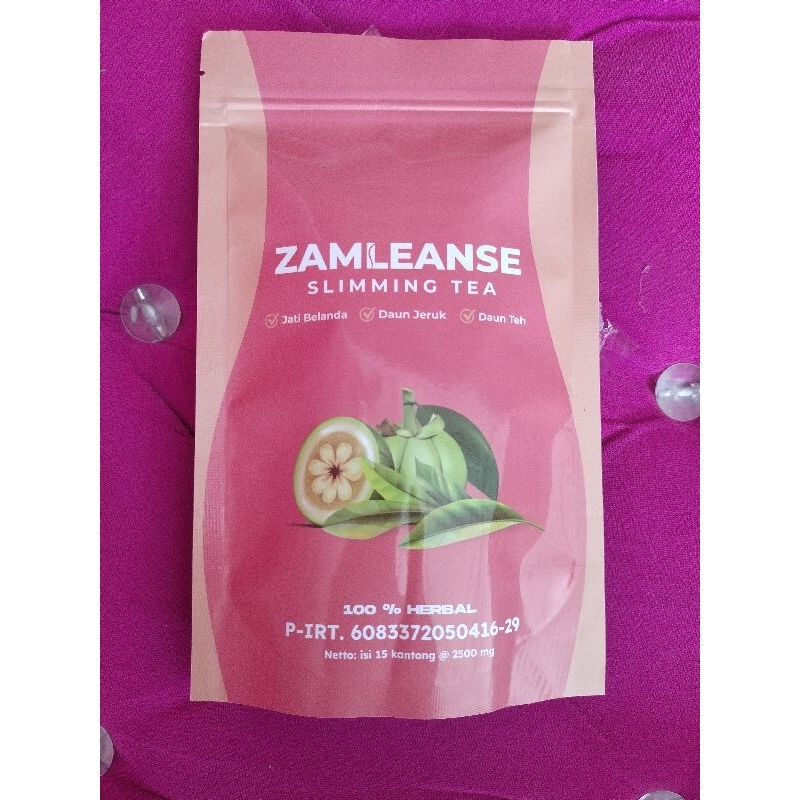 ZAMLEANSE
SLIMMING TEA
Jati Belanda Daun Jeruk Daun Teh
100 % HERBAL
P-IRT. 6083372050416-29
Netto: isi 15 kantong @ 2500 mg